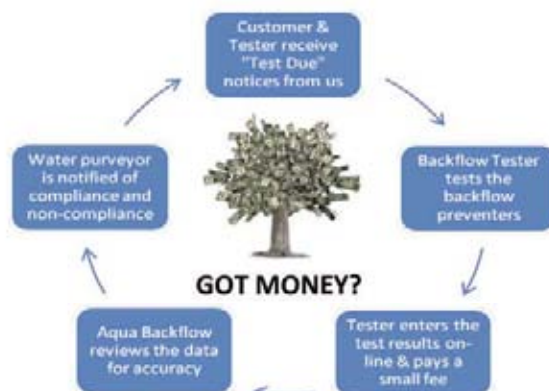 Customer &
Tester receive
"Test Due"
notices from us
Backflow Tester
tests the
backflow
preventers
Tester enters the
test results on-
line & pays a
small fee
Aqua Backflow
reviews the data
for accuracy
Water purveyor
is notified of
compliance and
non-compliance
GOT MONEY?